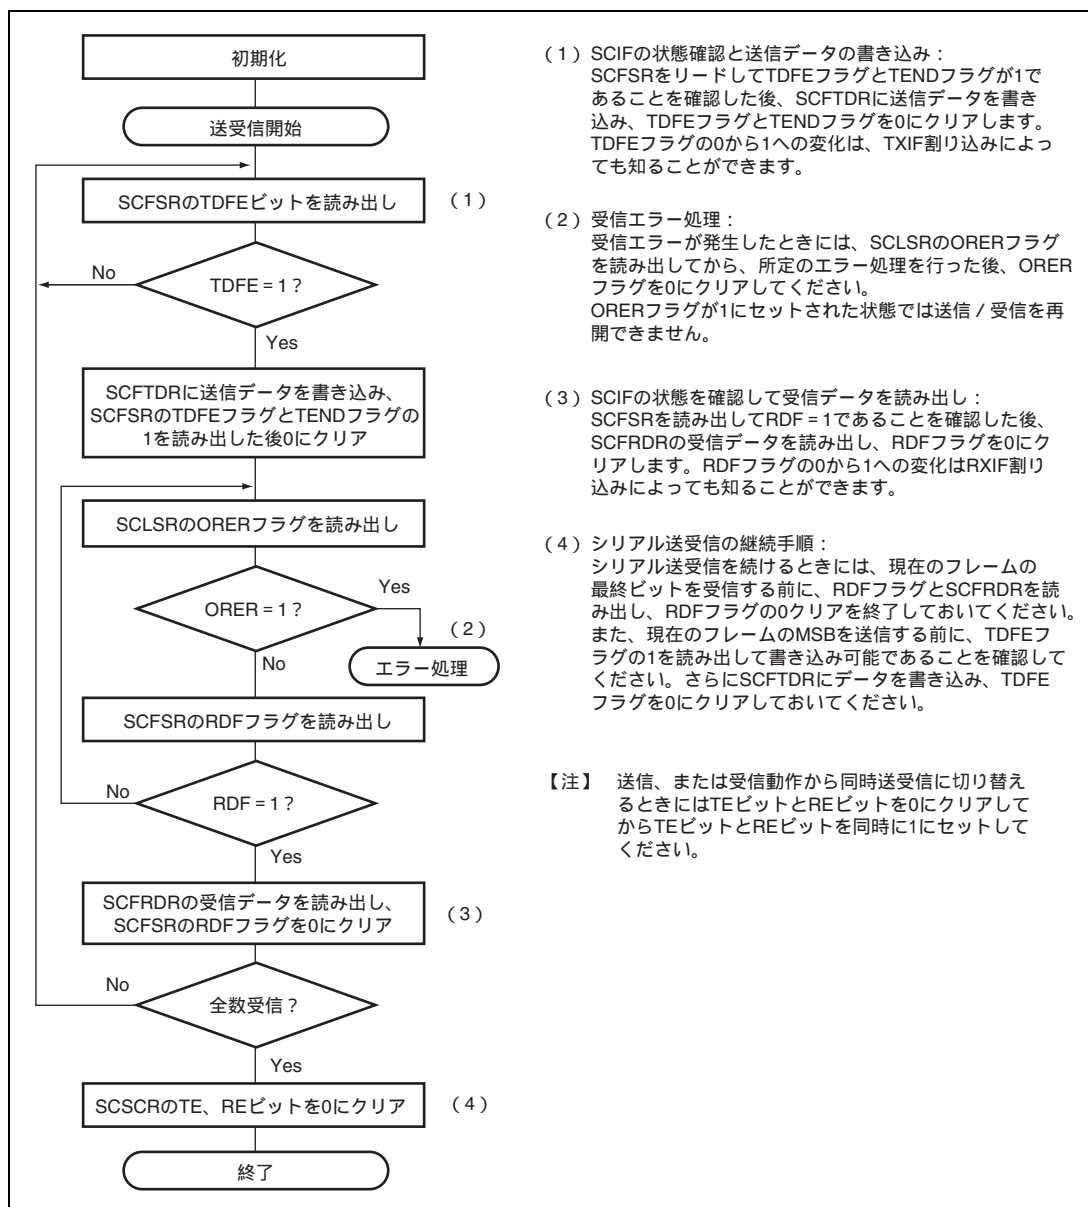 初期化
送受信開始
SCFSRのTDFEビットを読み出し
(1)
TDFE = 1?
No
Yes
SCFTDRに送信データを書き込み、
SCFSRのTDFEフラグとTENDフラグの
1を読み出した後0にクリア
SCLSRのORERフラグを読み出し
ORER = 1?
Yes
(2)
エラー処理
No
SCFSRのRDFフラグを読み出し
No
RDF = 1?
Yes
SCFRDRの受信データを読み出し、
SCFSRのRDFフラグを0にクリア
(3)
No
全数受信?
Yes
SCSCRのTE、REビットを0にクリア
(4)
終了
(1)SCIFの状態確認と送信データの書き込み:
SCFSRをリードしてTDFEフラグとTENDフラグが1で
あることを確認した後、SCFTDRに送信データを書き
込み、TDFEフラグとTENDフラグを0にクリアします。
TDFEフラグの0から1への変化は、TXIF割り込みによっ
ても知ることができます。
(2)受信エラー処理:
受信エラーが発生したときには、SCLSRのORERフラグ
を読み出してから、所定のエラー処理を行った後、ORER
フラグを0にクリアしてください。
ORERフラグが1にセットされた状態では送信 / 受信を再
開できません。
(3)SCIFの状態を確認して受信データを読み出し:
SCFSRを読み出してRDF = 1であることを確認した後、
SCFRDRの受信データを読み出し、RDFフラグを0にク
リアします。RDFフラグの0から1への変化はRXIF割り
込みによっても知ることができます。
(4)シリアル送受信の継続手順:
シリアル送受信を続けるときには、現在のフレームの
最終ビットを受信する前に、RDFフラグとSCFRDRを読
み出し、RDFフラグの0クリアを終了しておいてください。
また、現在のフレームのMSBを送信する前に、TDFEフ
ラグの1を読み出して書き込み可能であることを確認して
ください。さらにSCFTDRにデータを書き込み、TDFE
フラグを0にクリアしておいてください。
【注】 送信、または受信動作から同時送受信に切り替え
るときにはTEビットとREビットを0にクリアして
からTEビットとREビットを同時に1にセットして
ください。